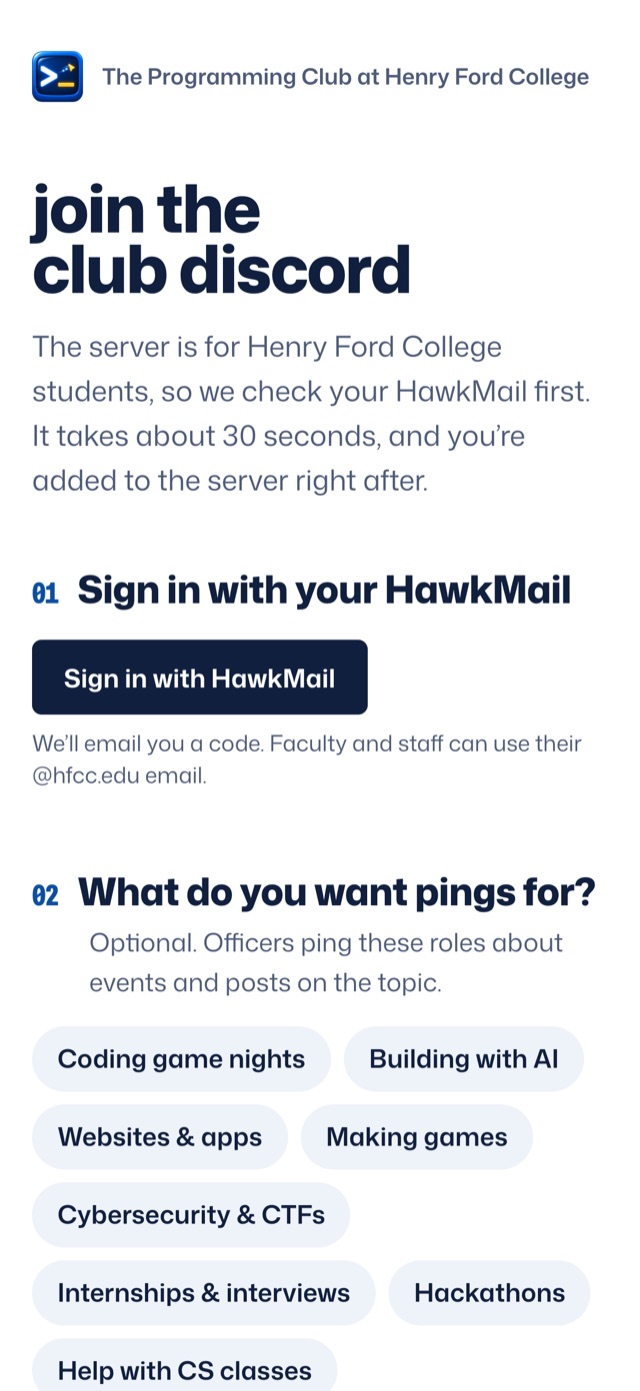 The Programming Club at Henry Ford College
join the
club discord
The server is for Henry Ford College
students, so we check your HawkMail first.
It takes about 30 seconds, and you’re
added to the server right after.
01 Sign in with your HawkMail
Sign in with HawkMail
We’ll email you a code. Faculty and staff can use their
@hfcc.edu email.
02 What do you want pings for?
Optional. Officers ping these roles about
events and posts on the topic.
Coding game nights Building with AI
Websites & apps Making games
Cybersecurity & CTFs
Internships & interviews Hackathons
Help with CS classes